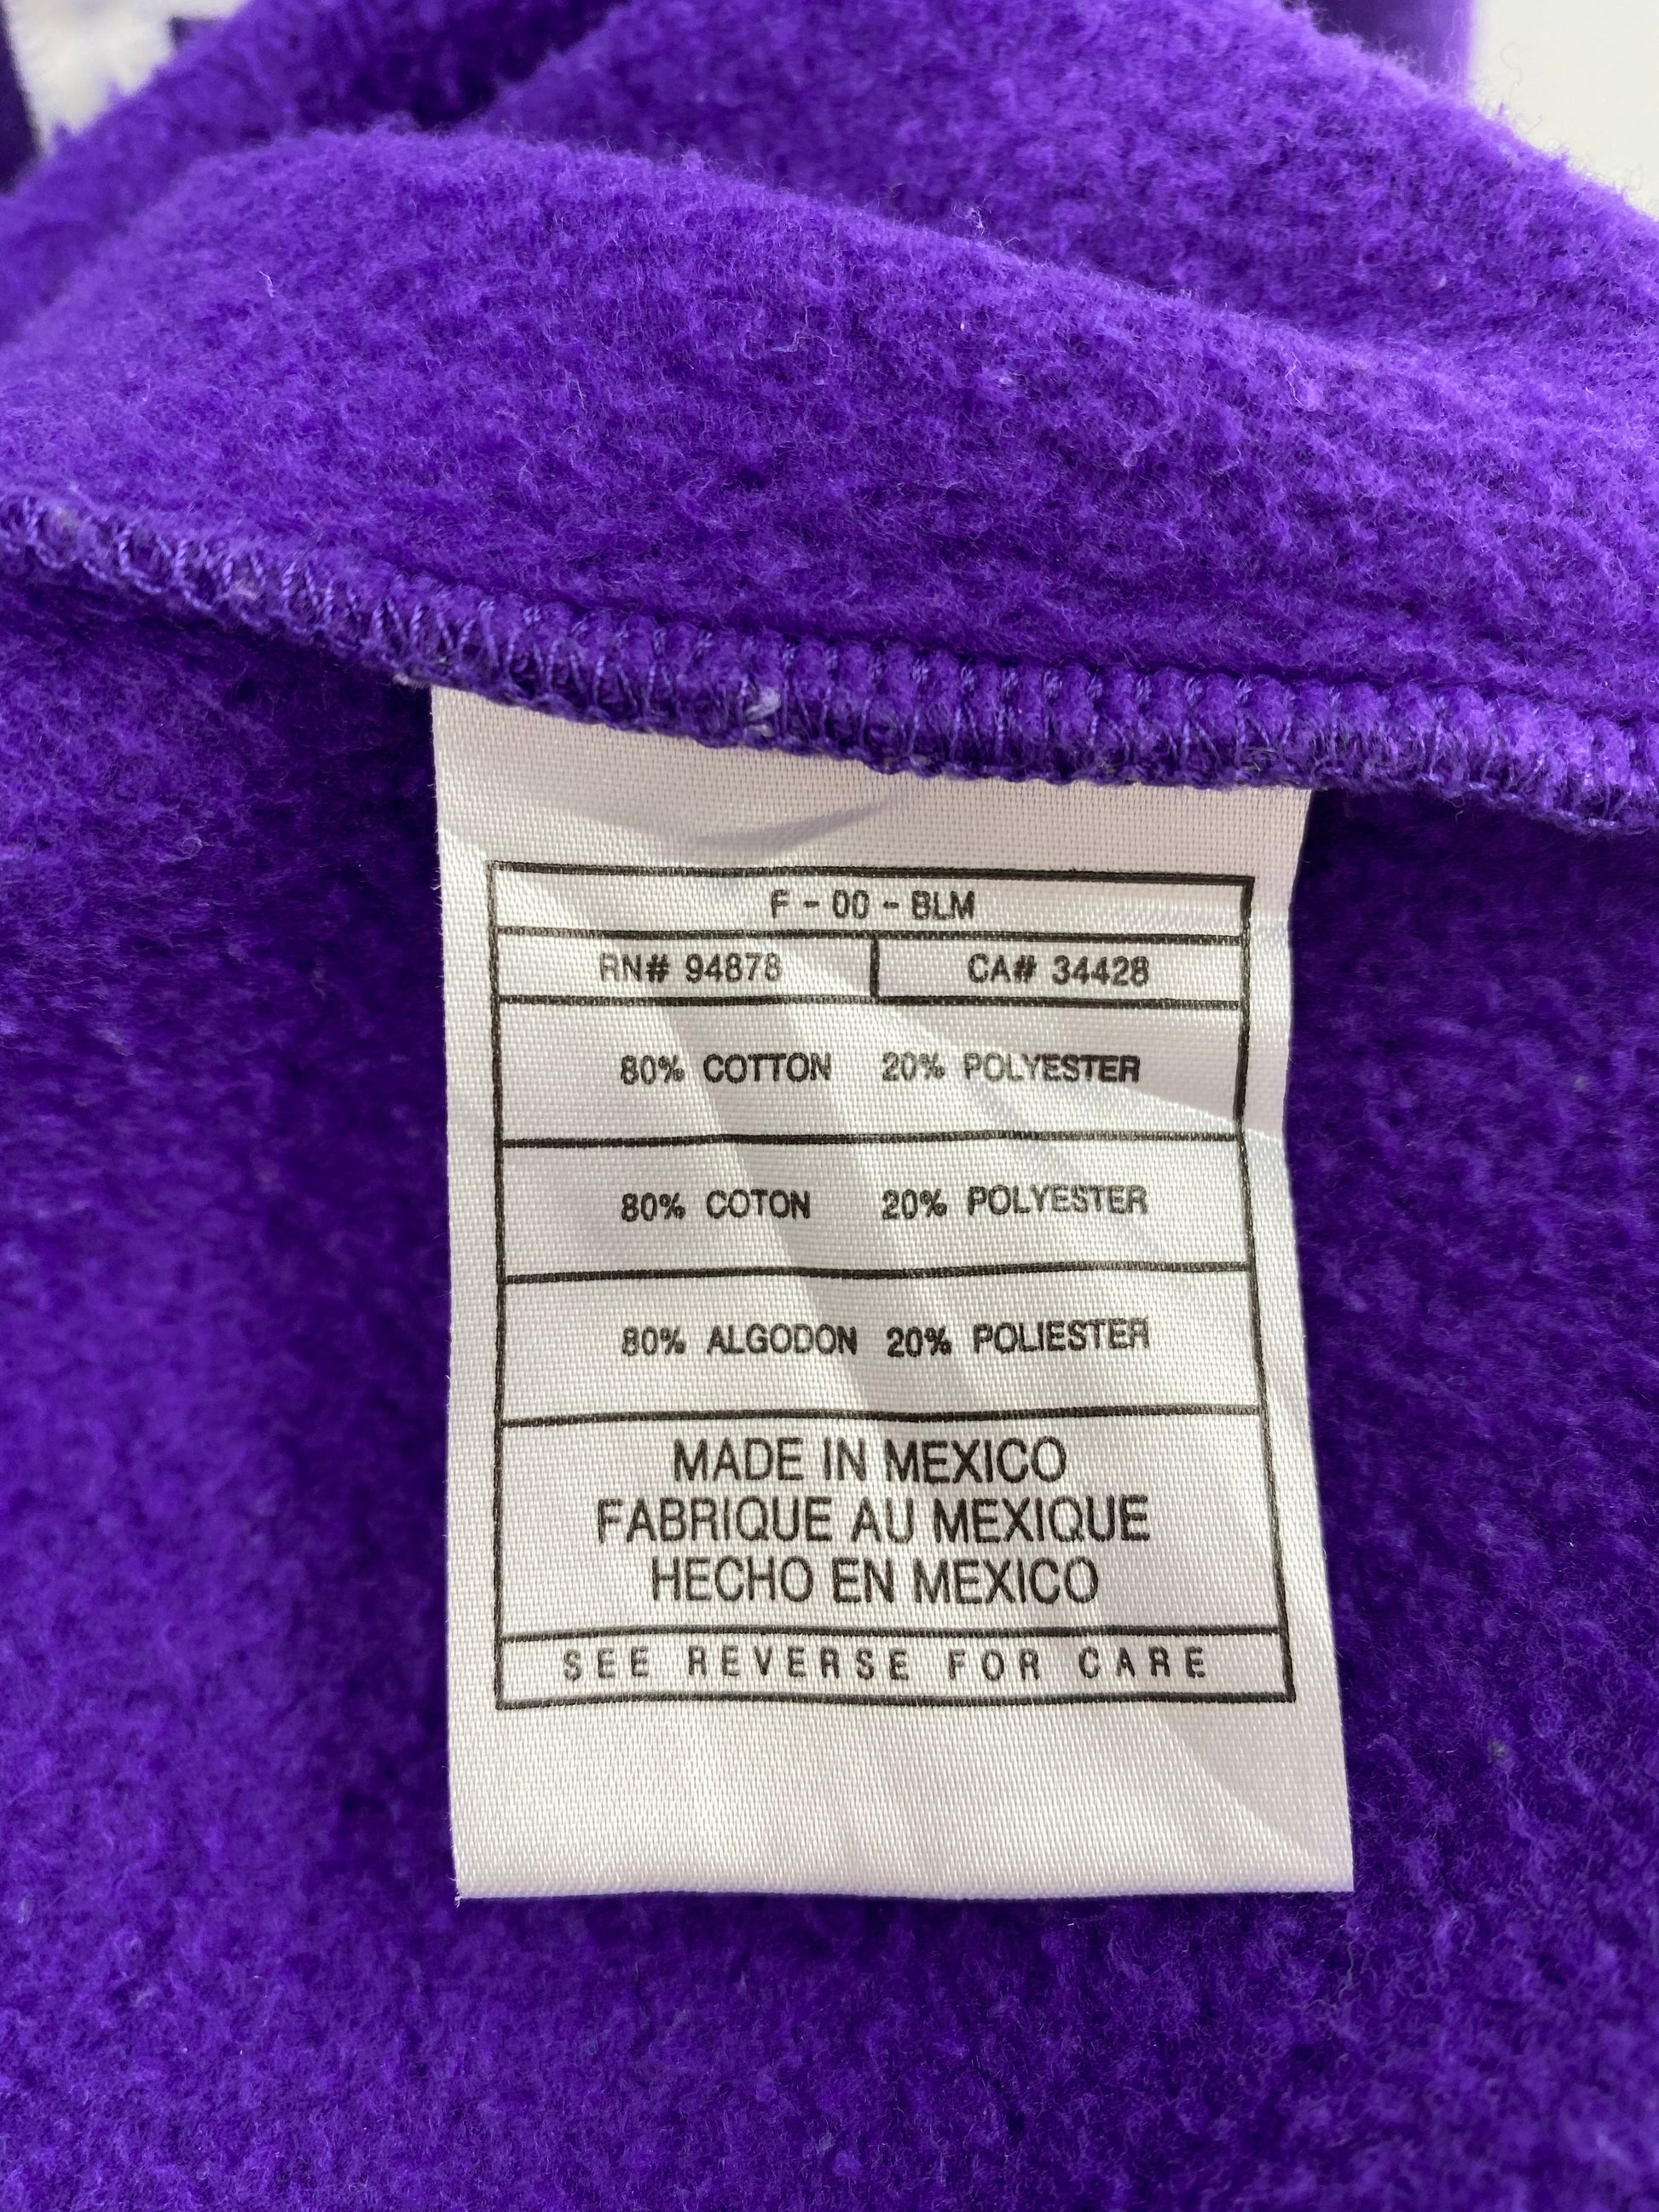 F - 00 - BLM
RN# 94878 CA# 34428
80% COTTON 20% POLYESTER
80% COTON 20% POLYESTER
80% ALGODON 20% POLIESTER
MADE IN MEXICO
FABRIQUE AU MEXIQUE
HECHO EN MEXICO
SEE REVERSE FOR CARE